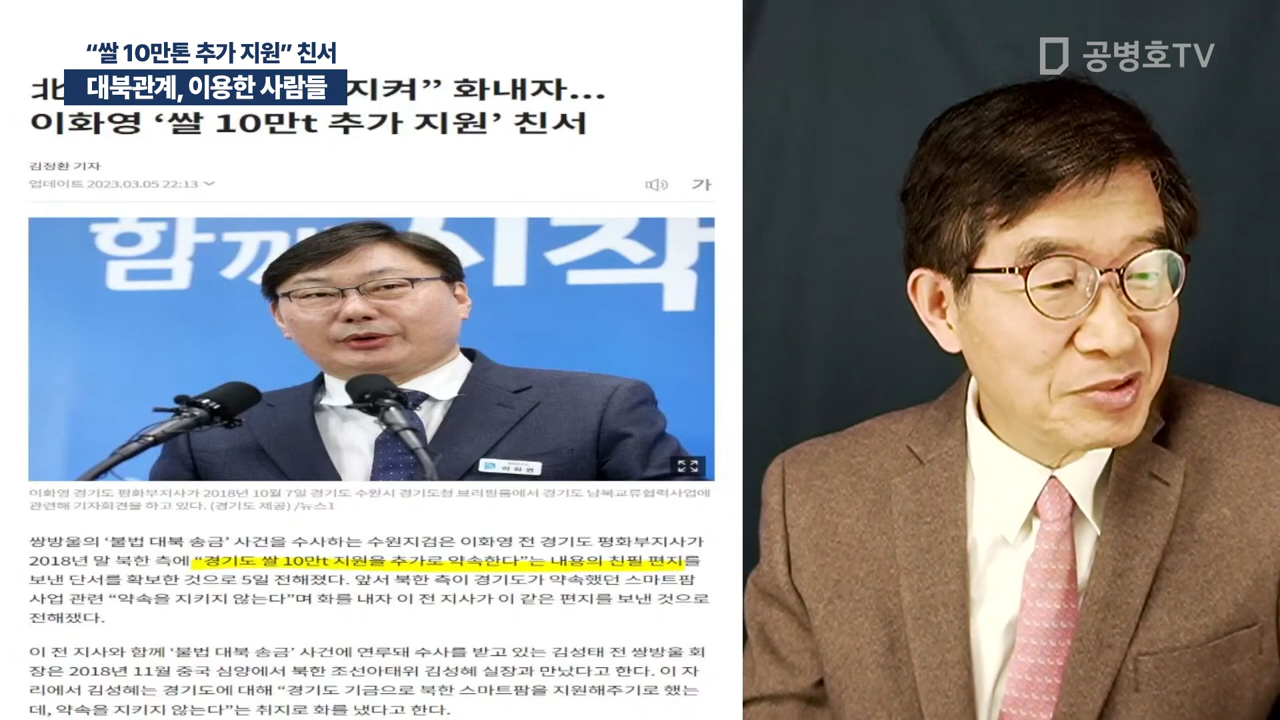 “쌀 10만톤 추가 지원” 친서
대북관계, 이용한 사람들
공병호TV
北 지켜” 화내자...
이화영 ‘쌀 10만t 추가 지원’ 친서
김정환 기자
업데이트 2023.03.05 22:13
가
함께 시작
이화영
이화영 경기도 평화부지사가 2018년 10월 7일 경기도 수원시 경기도청 브리핑룸에서 경기도 남북교류협력사업에
관련해 기자회견을 하고 있다. (경기도 제공) /뉴스1
쌍방울의 ‘불법 대북 송금’ 사건을 수사하는 수원지검은 이화영 전 경기도 평화부지사가
2018년 말 북한 측에 “경기도 쌀 10만t 지원을 추가로 약속한다”는 내용의 친필 편지를
보낸 단서를 확보한 것으로 5일 전해졌다. 앞서 북한 측이 경기도가 약속했던 스마트팜
사업 관련 “약속을 지키지 않는다”며 화를 내자 이 전 지사가 이 같은 편지를 보낸 것으로
전해졌다.
이 전 지사와 함께 ‘불법 대북 송금’ 사건에 연루돼 수사를 받고 있는 김성태 전 쌍방울 회
장은 2018년 11월 중국 심양에서 북한 조선아태위 김성혜 실장과 만났다고 한다. 이 자
리에서 김성혜는 경기도에 대해 “경기도 기금으로 북한 스마트팜을 지원해주기로 했는
데, 약속을 지키지 않는다”는 취지로 화를 냈다고 한다.